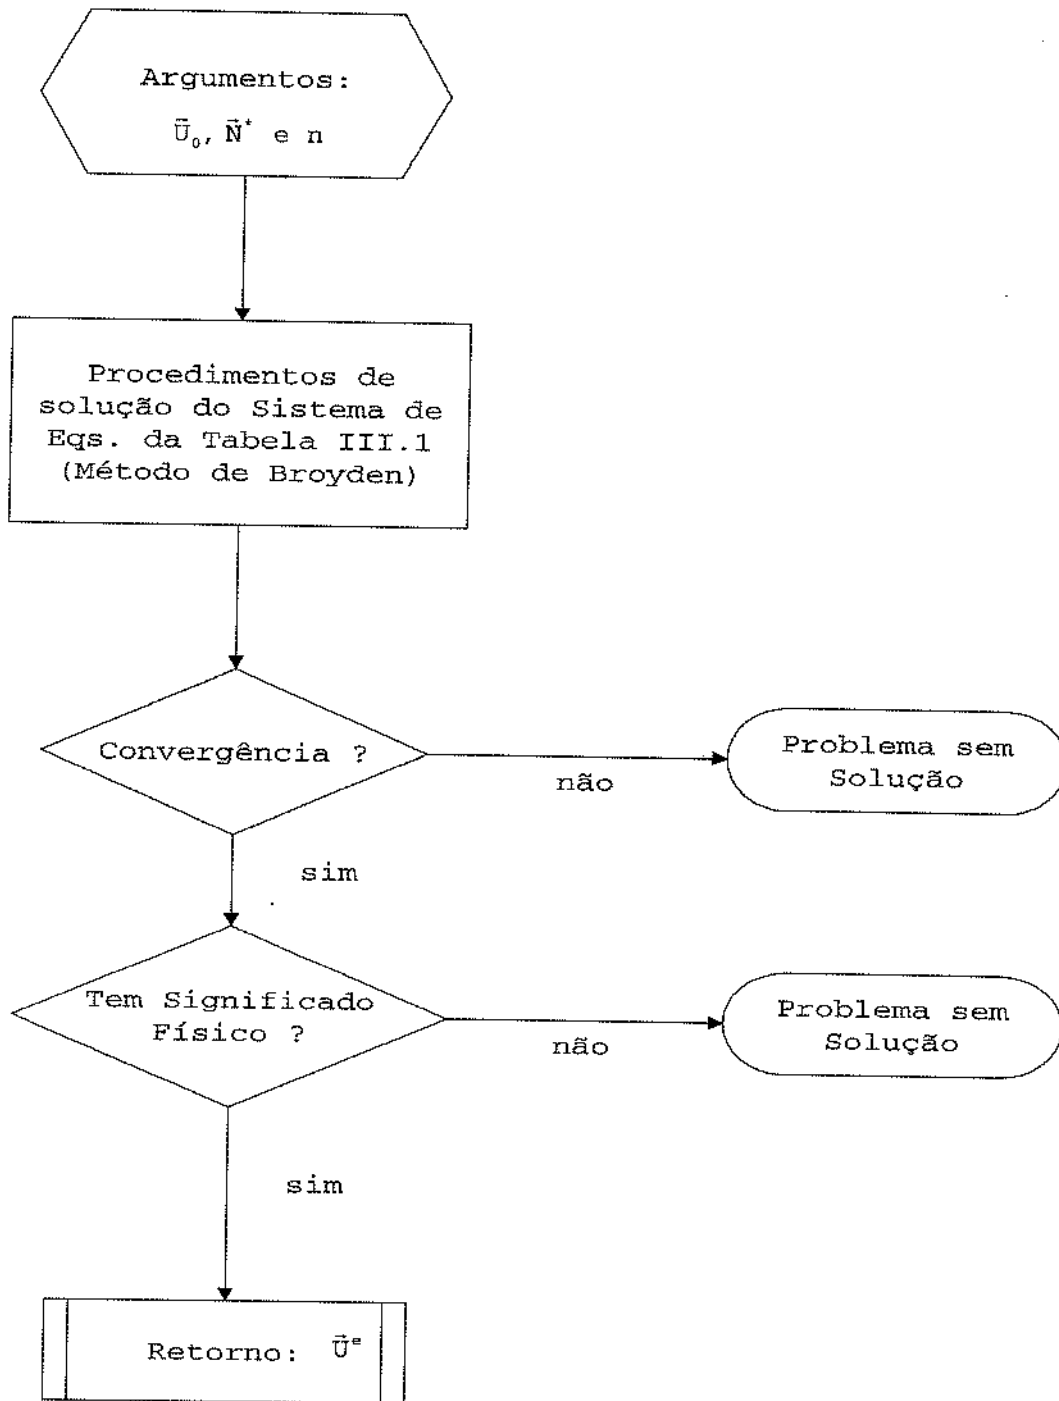 Argumentos:
Ū₀, N̄* e n
Procedimentos de
solução do Sistema de
Eqs. da Tabela III.1
(Método de Broyden)
Convergência ?
não
Problema sem
Solução
sim
Tem Significado
Físico ?
não
Problema sem
Solução
sim
Retorno: U⃗ᵉ